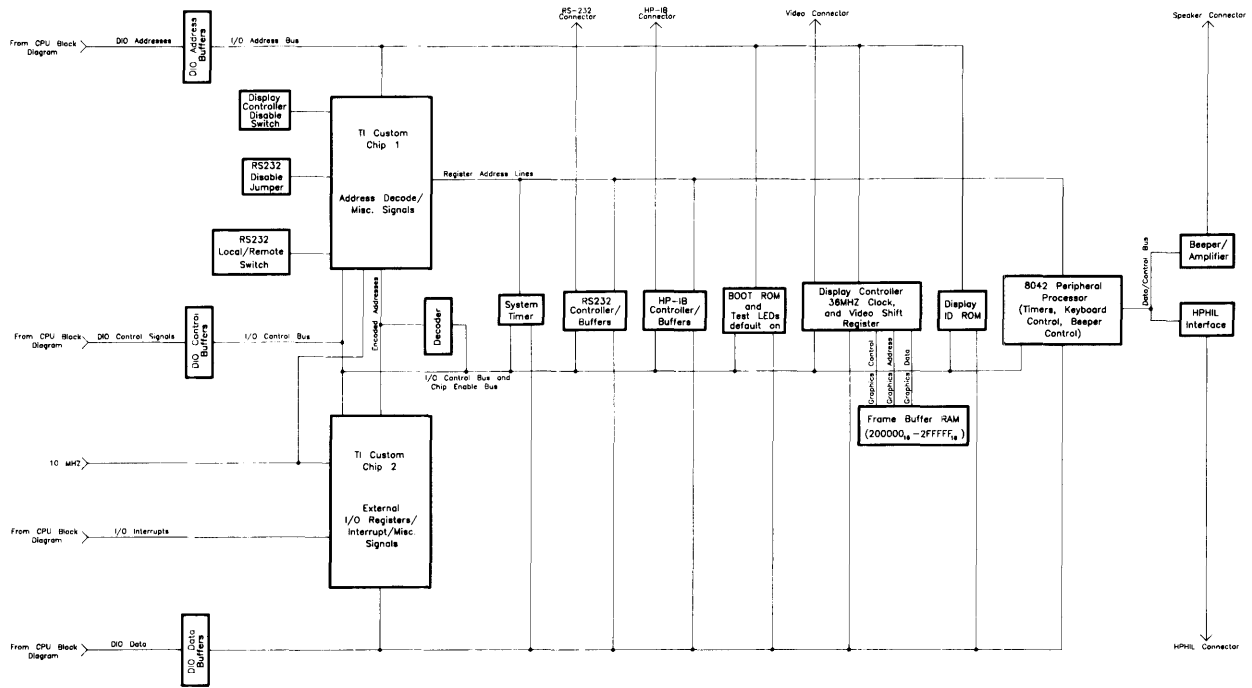 RS-232
Connector
HP-IB
Connector
Video Connector
Speaker Connector
From CPU Block
Diagram
DIO Addresses
DIO Address
Buffers
I/O Address Bus
Display
Controller
Disable
Switch
RS232
Disable
Jumper
RS232
Local/Remote
Switch
TI Custom
Chip 1
Address Decode/
Misc. Signals
Register Address Lines
Encoded Addresses
Decoder
From CPU Block
Diagram
DIO Control Signals
DIO Control
Buffers
I/O Control Bus
I/O Control Bus and
Chip Enable Bus
System
Timer
RS232
Controller/
Buffers
HP-IB
Controller/
Buffers
BOOT ROM
and
Test LEDs
default on
Display Controller
36MHZ Clock,
and Video Shift
Register
Display
ID ROM
8042 Peripheral
Processor
(Timers, Keyboard
Control, Beeper
Control)
Data/Control Bus
Beeper/
Amplifier
HPHIL
Interface
Graphics Control
Graphics Address
Graphics Data
Frame Buffer RAM
(200000₁₆-2FFFFF₁₆)
TI Custom
Chip 2
External
I/O Registers/
Interrupt/Misc.
Signals
10 MHZ
From CPU Block
Diagram
I/O Interrupts
From CPU Block
Diagram
DIO Data
DIO Data
Buffers
HPHIL Connector